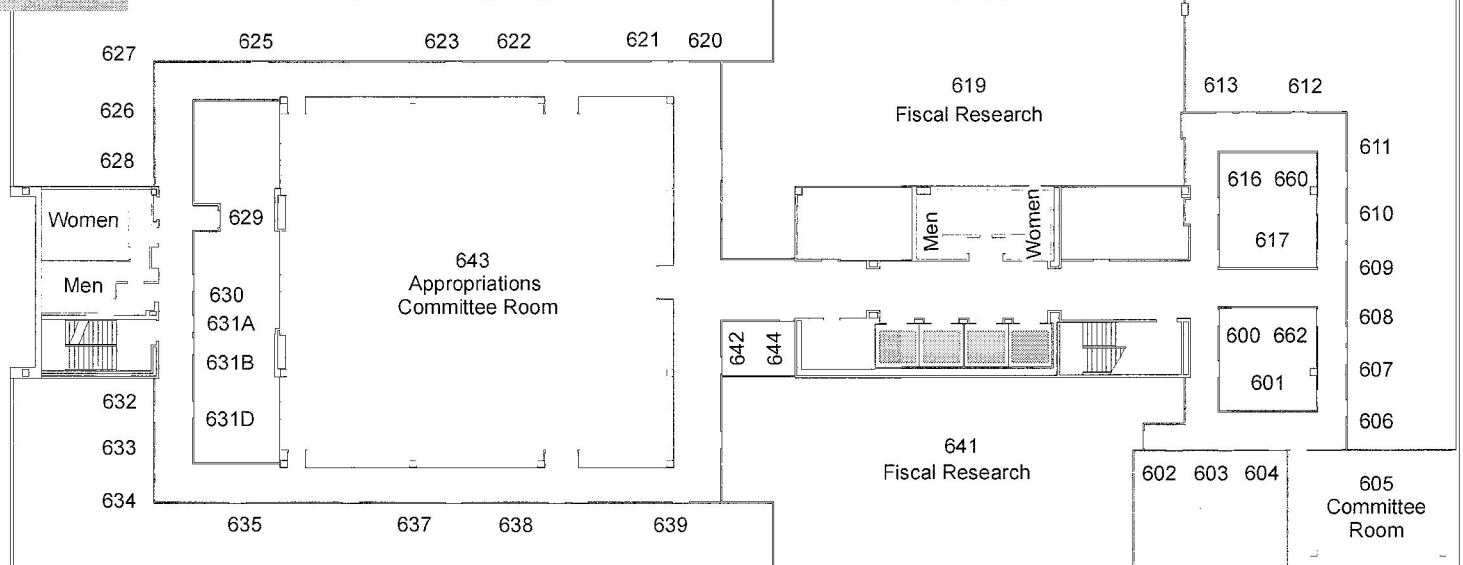 627
625
623
622
621
620
626
628
Women
Men
629
630
631A
631B
631D
643
Appropriations
Committee Room
632
633
634
635
637
638
639
619
Fiscal Research
Men
Women
642
644
641
Fiscal Research
613
612
611
616 660
617
610
609
608
600 662
601
607
606
602 603 604
605
Committee
Room